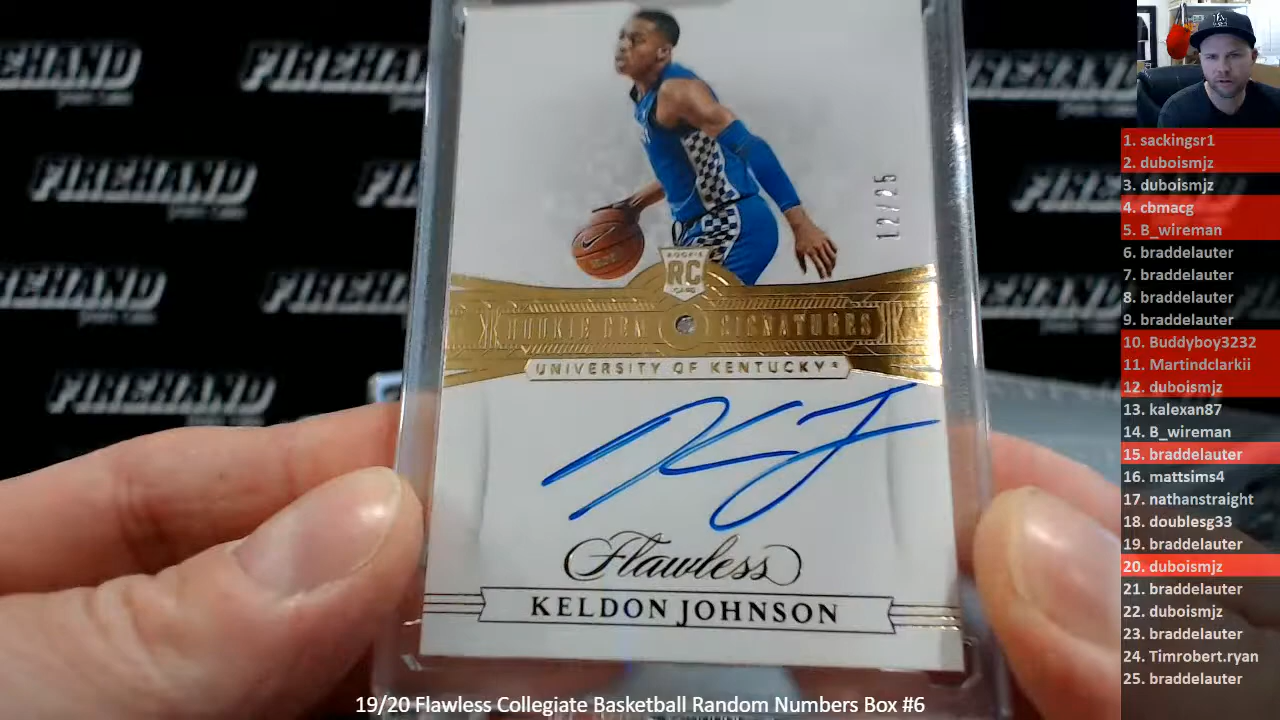 FIREHAND
FIREHAND
FIREHAND
FIREHAND
FIREHAND
FIREHAND
12/25
ROOKIE
RC
CARD
ROOKIE GEM SIGNATURES
UNIVERSITY OF KENTUCKY
Flawless
KELDON JOHNSON
19/20 Flawless Collegiate Basketball Random Numbers Box #6
LA
1. sackingsr1
2. duboismjz
3. duboismjz
4. cbmacg
5. B_wireman
6. braddelauter
7. braddelauter
8. braddelauter
9. braddelauter
10. Buddyboy3232
11. Martindclarkii
12. duboismjz
13. kalexan87
14. B_wireman
15. braddelauter
16. mattsims4
17. nathanstraight
18. doublesg33
19. braddelauter
20. duboismjz
21. braddelauter
22. duboismjz
23. braddelauter
24. Timrobert.ryan
25. braddelauter